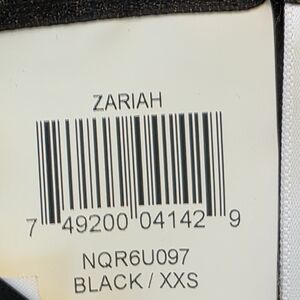 ZARIAH
7 49200 04142 9
NQR6U097
BLACK / XXS